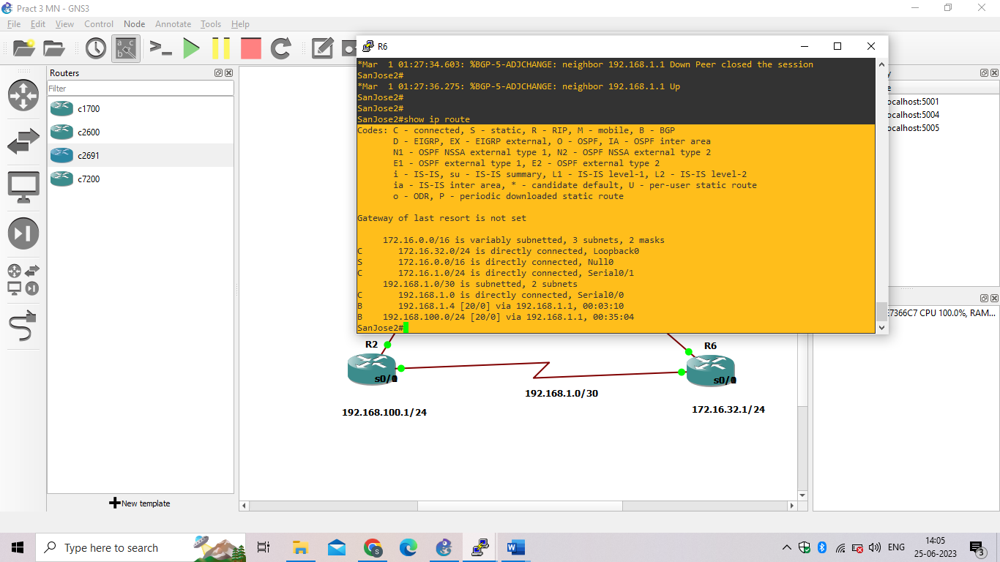 Pract 3 MN - GNS3
File Edit View Control Node Annotate Tools Help
Routers
Filter
c1700
c2600
c2691
c7200
New template
R6
*Mar  1 01:27:34.603: %BGP-5-ADJCHANGE: neighbor 192.168.1.1 Down Peer closed the session
SanJose2#
*Mar  1 01:27:36.275: %BGP-5-ADJCHANGE: neighbor 192.168.1.1 Up
SanJose2#
SanJose2#
SanJose2#show ip route
Codes: C - connected, S - static, R - RIP, M - mobile, B - BGP
D - EIGRP, EX - EIGRP external, O - OSPF, IA - OSPF inter area
N1 - OSPF NSSA external type 1, N2 - OSPF NSSA external type 2
E1 - OSPF external type 1, E2 - OSPF external type 2
i - IS-IS, su - IS-IS summary, L1 - IS-IS level-1, L2 - IS-IS level-2
ia - IS-IS inter area, * - candidate default, U - per-user static route
o - ODR, P - periodic downloaded static route
Gateway of last resort is not set
172.16.0.0/16 is variably subnetted, 3 subnets, 2 masks
C 172.16.32.0/24 is directly connected, Loopback0
S 172.16.0.0/16 is directly connected, Null0
C 172.16.1.0/24 is directly connected, Serial0/1
192.168.1.0/30 is subnetted, 2 subnets
C 192.168.1.0 is directly connected, Serial0/0
B 192.168.1.4 [20/0] via 192.168.1.1, 00:03:10
B 192.168.100.0/24 [20/0] via 192.168.1.1, 00:35:04
SanJose2#
y
e
ocalhost:5001
ocalhost:5004
ocalhost:5005
E7366C7 CPU 100.0%, RAM...
R2
R6
192.168.1.0/30
192.168.100.1/24
172.16.32.1/24
Type here to search
ENG
14:05
25-06-2023
3